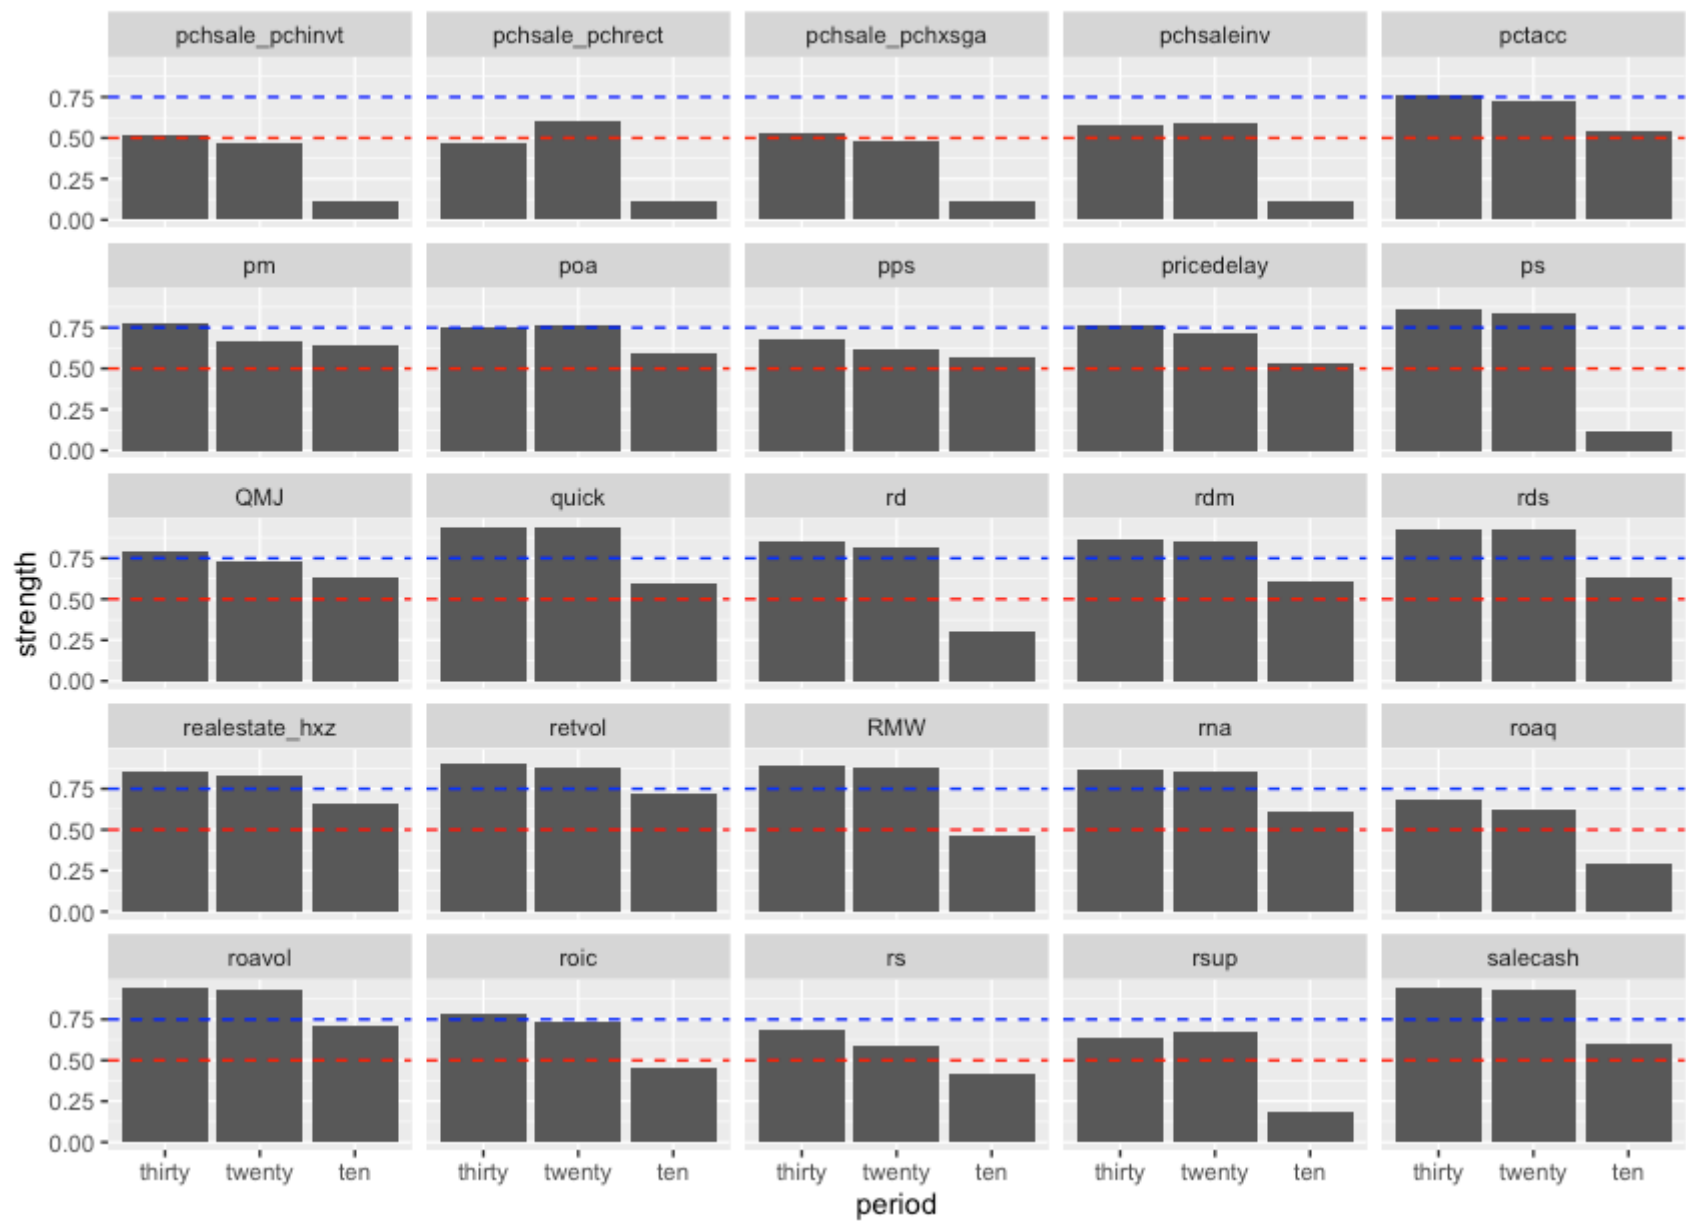 pchsale_pchinvt pchsale_pchrect pchsale_pchxsga pchsaleinv pctacc
0.75
0.50
0.25
0.00
pm poa pps pricedelay ps
0.75
0.50
0.25
0.00
QMJ quick rd rdm rds
0.75
0.50
0.25
0.00
realestate_hxz retvol RMW rna roaq
0.75
0.50
0.25
0.00
roavol roic rs rsup salecash
0.75
0.50
0.25
0.00
strength
thirty twenty ten thirty twenty ten thirty twenty ten thirty twenty ten thirty twenty ten
period